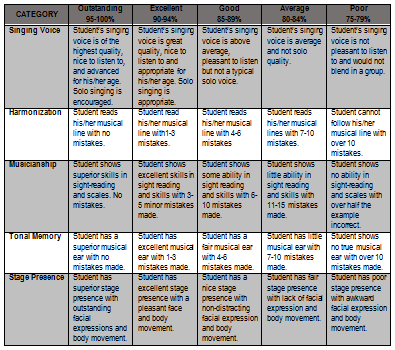 CATEGORY
Outstanding
95-100%
Excellent
90-94%
Good
85-89%
Average
80-84%
Poor
75-79%
Singing Voice
Student's singing
voice is of the
highest quality,
nice to listen to,
and advanced
for his/her age.
Solo singing is
encouraged.
Student's singing
voice is great
quality, nice to
listen to and
appropriate for
his/her age. Solo
singing is
appropriate.
Student's singing
voice is above
average,
pleasant to listen
but not a typical
solo voice.
Student's singing
voice is average
and not solo
quality.
Student's singing
voice is not
pleasant to listen
to and would not
blend in a group.
Harmonization
Student reads
his/her musical
line with no
mistakes.
Student read
his/her musical
line with1-3
mistakes.
Student reads
his/her musical
line with 4-6
mistakes
Student reads
his/her musical
lines with 7-10
mistakes.
Student cannot
follow his/her
musical line with
over 10
mistakes.
Musicianship
Student shows
superior skills in
sight-reading
and scales. No
mistakes.
Student shows
excellent skills in
sight reading
and skills with 3-
5 minor mistakes
made.
Student shows
some ability in
sight reading
and skills with 6-
10 mistakes
made.
Student shows
little ability in
sight reading
and skills with
11-15 mistakes
made.
Student shows
no ability in
sight-reading
and scales with
over half the
example
incorrect.
Tonal Memory
Student has a
superior musical
ear with no
mistakes made.
Student has
excellent musical
ear with 1-3
mistakes made.
Student has a
fair musical ear
with 4-6
mistakes made.
Student has little
musical ear with
7-10 mistakes
made.
Student shows
no true musical
ear with over 10
mistakes made.
Stage Presence
Student has
superior stage
presence with
outstanding
facial
expressions and
body movement.
Student has
excellent stage
presence with a
pleasant face
and body
movement.
Student has a
nice stage
presence with
non-distracting
facial expression
and body
movement.
Student has fair
stage presence
with lack of facial
expression and
body movement.
Student has poor
stage presence
with awkward
facial expression
and body
movement.